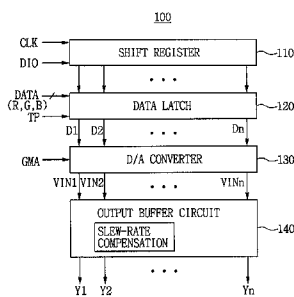 100
CLK
SHIFT REGISTER
110
DIO
DATA
(R,G,B)
DATA LATCH
120
TP
D1 D2 Dn
GMA
D/A CONVERTER
130
VIN1 VIN2 VINn
OUTPUT BUFFER CIRCUIT
SLEW-RATE
COMPENSATION
140
Y1 Y2 Yn